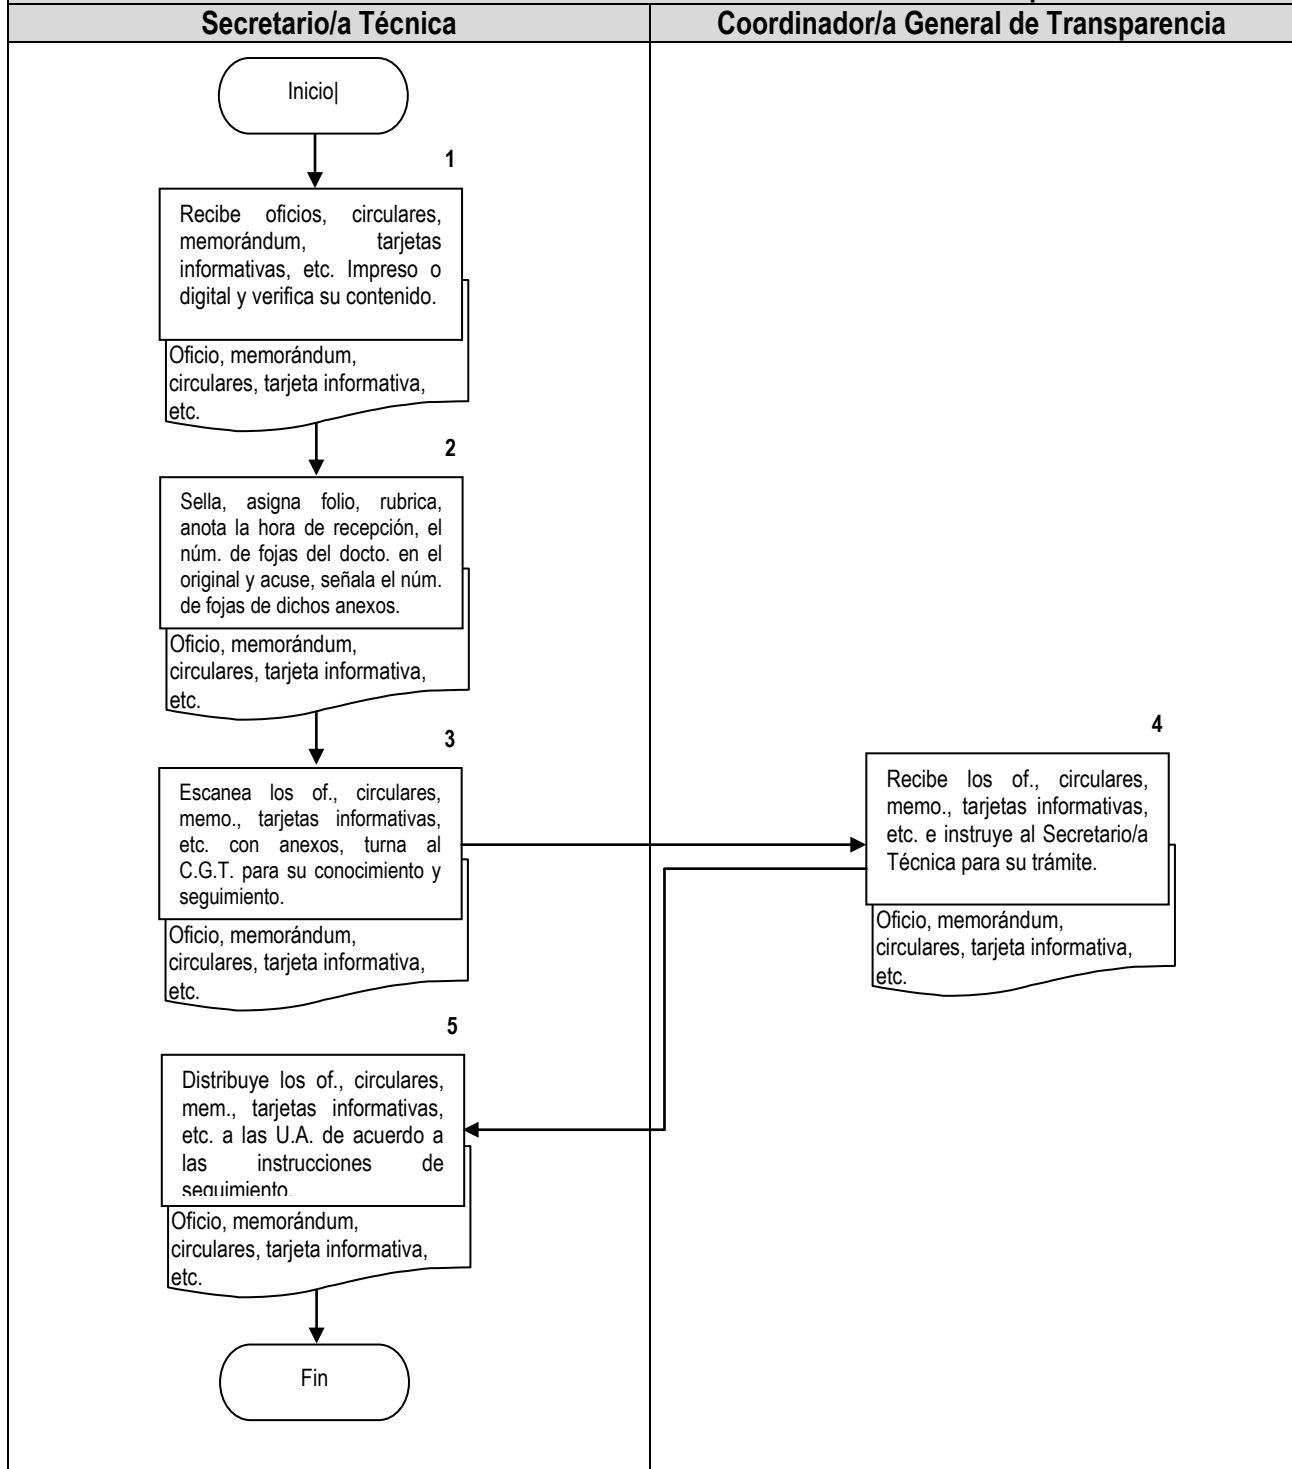 Secretario/a Técnica
Coordinador/a General de Transparencia
Inicio|
1
Recibe oficios, circulares,
memorándum, tarjetas
informativas, etc. Impreso o
digital y verifica su contenido.
Oficio, memorándum,
circulares, tarjeta informativa,
etc.
2
Sella, asigna folio, rubrica,
anota la hora de recepción, el
núm. de fojas del docto. en el
original y acuse, señala el núm.
de fojas de dichos anexos.
Oficio, memorándum,
circulares, tarjeta informativa,
etc.
3
Escanea los of., circulares,
memo., tarjetas informativas,
etc. con anexos, turna al
C.G.T. para su conocimiento y
seguimiento.
Oficio, memorándum,
circulares, tarjeta informativa,
etc.
4
Recibe los of., circulares,
memo., tarjetas informativas,
etc. e instruye al Secretario/a
Técnica para su trámite.
Oficio, memorándum,
circulares, tarjeta informativa,
etc.
5
Distribuye los of., circulares,
mem., tarjetas informativas,
etc. a las U.A. de acuerdo a
las instrucciones de
seguimiento.
Oficio, memorándum,
circulares, tarjeta informativa,
etc.
Fin